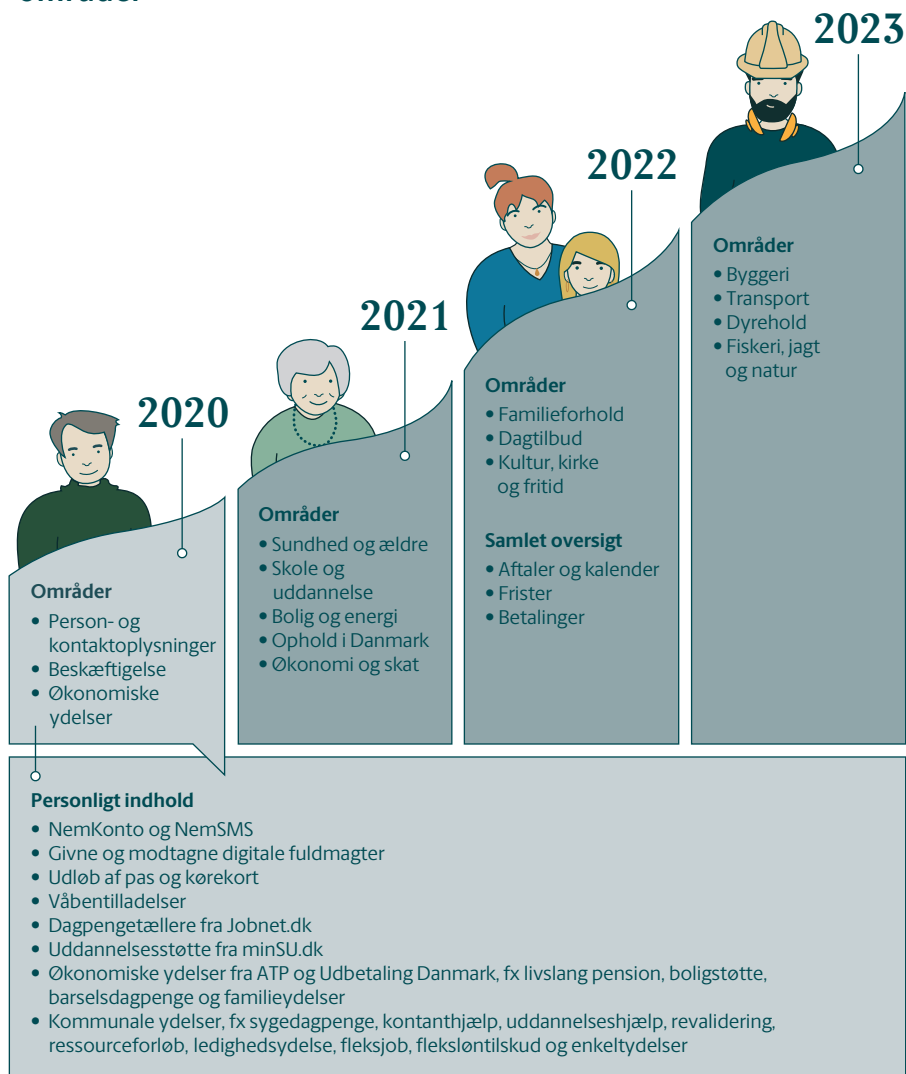 områder
2020
Områder
• Person- og
kontaktoplysninger
• Beskæftigelse
• Økonomiske
ydelser
2021
Områder
• Sundhed og ældre
• Skole og
uddannelse
• Bolig og energi
• Ophold i Danmark
• Økonomi og skat
2022
Områder
• Familieforhold
• Dagtilbud
• Kultur, kirke
og fritid
Samlet oversigt
• Aftaler og kalender
• Frister
• Betalinger
2023
Områder
• Byggeri
• Transport
• Dyrehold
• Fiskeri, jagt
og natur
Personligt indhold
• NemKonto og NemSMS
• Givne og modtagne digitale fuldmagter
• Udløb af pas og kørekort
• Våbentilladelser
• Dagpengetællere fra Jobnet.dk
• Uddannelsesstøtte fra minSU.dk
• Økonomiske ydelser fra ATP og Udbetaling Danmark, fx livslang pension, boligstøtte,
barselsdagpenge og familieydelser
• Kommunale ydelser, fx sygedagpenge, kontanthjælp, uddannelseshjælp, revalidering,
ressourceforløb, ledighedsydelse, fleksjob, fleksløntilskud og enkeltydelser